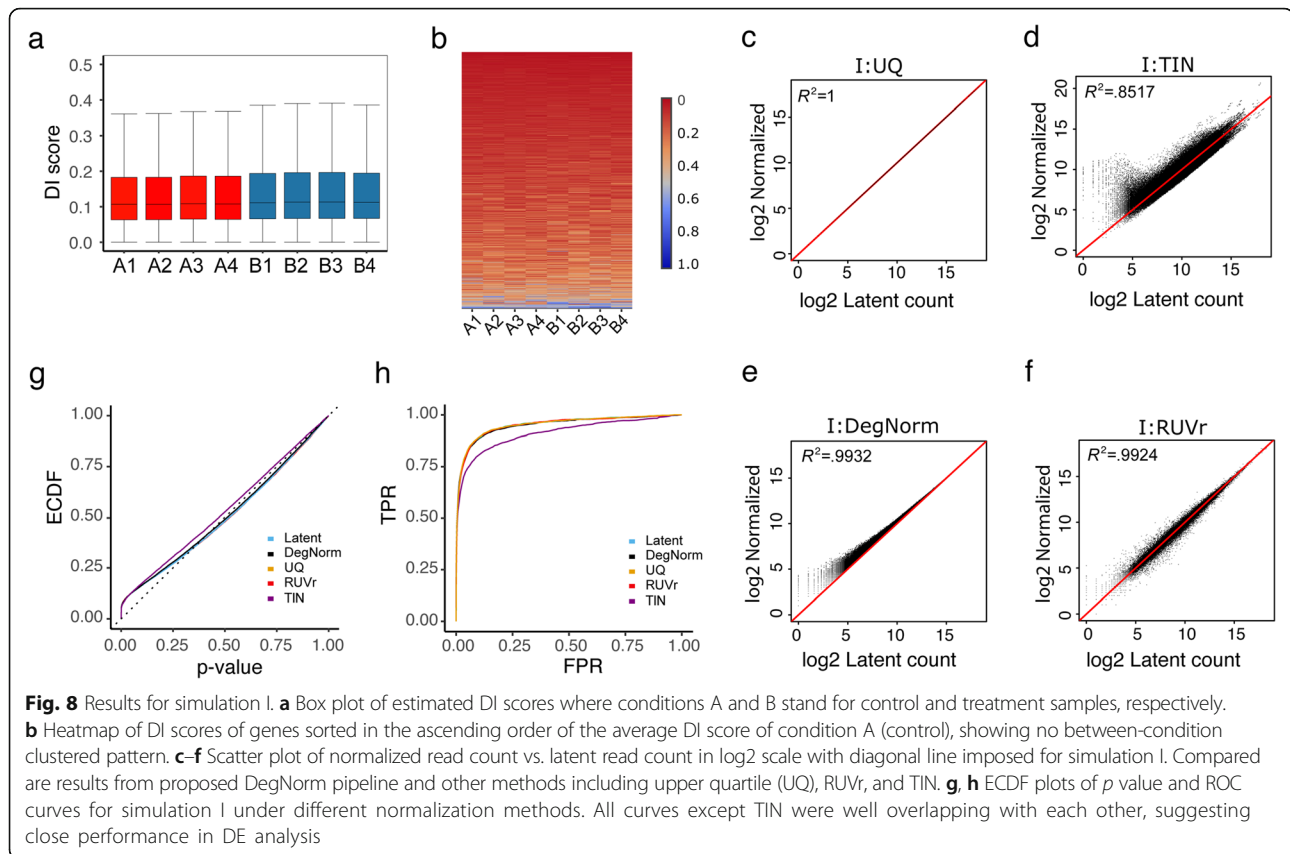 a
0.5
0.4
0.3
0.2
0.1
0.0
DI score
A1 A2 A3 A4 B1 B2 B3 B4
b
0
0.2
0.4
0.6
0.8
1.0
A1 A2 A3 A4 B1 B2 B3 B4
c
I:UQ
R²=1
log2 Normalized
0 5 10 15
0 5 10 15
log2 Latent count
d
I:TIN
R²=.8517
log2 Normalized
0 5 10 15 20
0 5 10 15
log2 Latent count
g
ECDF
1.00
0.75
0.50
0.25
0.00
Latent
DegNorm
UQ
RUVr
TIN
0.00 0.25 0.50 0.75 1.00
p-value
h
TPR
1.00
0.75
0.50
0.25
0.00
Latent
DegNorm
UQ
RUVr
TIN
0.00 0.25 0.50 0.75 1.00
FPR
e
I:DegNorm
R²=.9932
log2 Normalized
0 5 10 15
0 5 10 15
log2 Latent count
f
I:RUVr
R²=.9924
log2 Normalized
0 5 10 15
0 5 10 15
log2 Latent count
Fig. 8 Results for simulation I. a Box plot of estimated DI scores where conditions A and B stand for control and treatment samples, respectively.
b Heatmap of DI scores of genes sorted in the ascending order of the average DI score of condition A (control), showing no between-condition
clustered pattern. c–f Scatter plot of normalized read count vs. latent read count in log2 scale with diagonal line imposed for simulation I. Compared
are results from proposed DegNorm pipeline and other methods including upper quartile (UQ), RUVr, and TIN. g, h ECDF plots of p value and ROC
curves for simulation I under different normalization methods. All curves except TIN were well overlapping with each other, suggesting
close performance in DE analysis